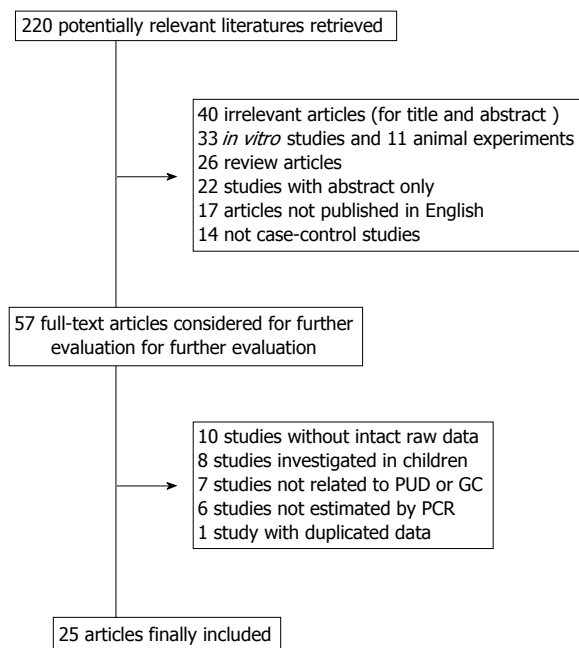 220 potentially relevant literatures retrieved
40 irrelevant articles (for title and abstract )
33 in vitro studies and 11 animal experiments
26 review articles
22 studies with abstract only
17 articles not published in English
14 not case-control studies
57 full-text articles considered for further
evaluation for further evaluation
10 studies without intact raw data
8 studies investigated in children
7 studies not related to PUD or GC
6 studies not estimated by PCR
1 study with duplicated data
25 articles finally included